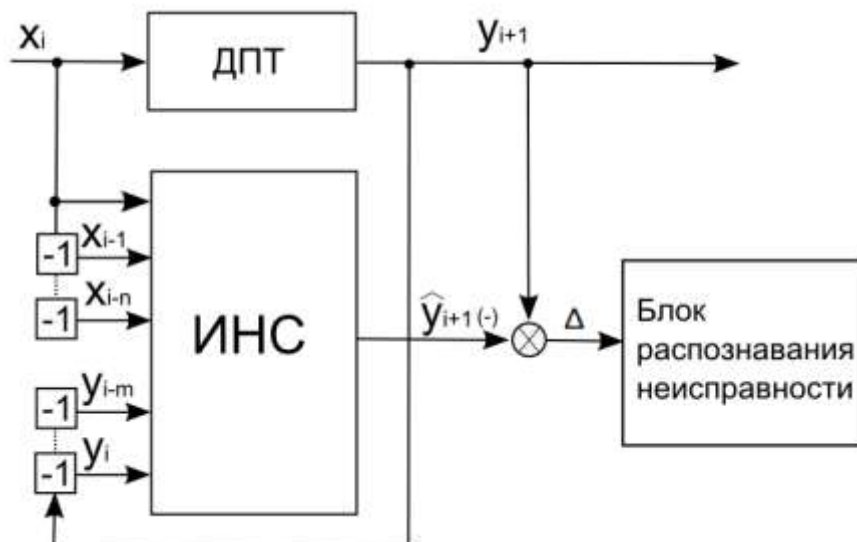 xi
ДПТ
yi+1
-1
xi-1
-1
xi-n
ИНС
ŷi+1 (-)
Δ
Блок
распознавания
неисправности
-1
yi-m
-1
yi